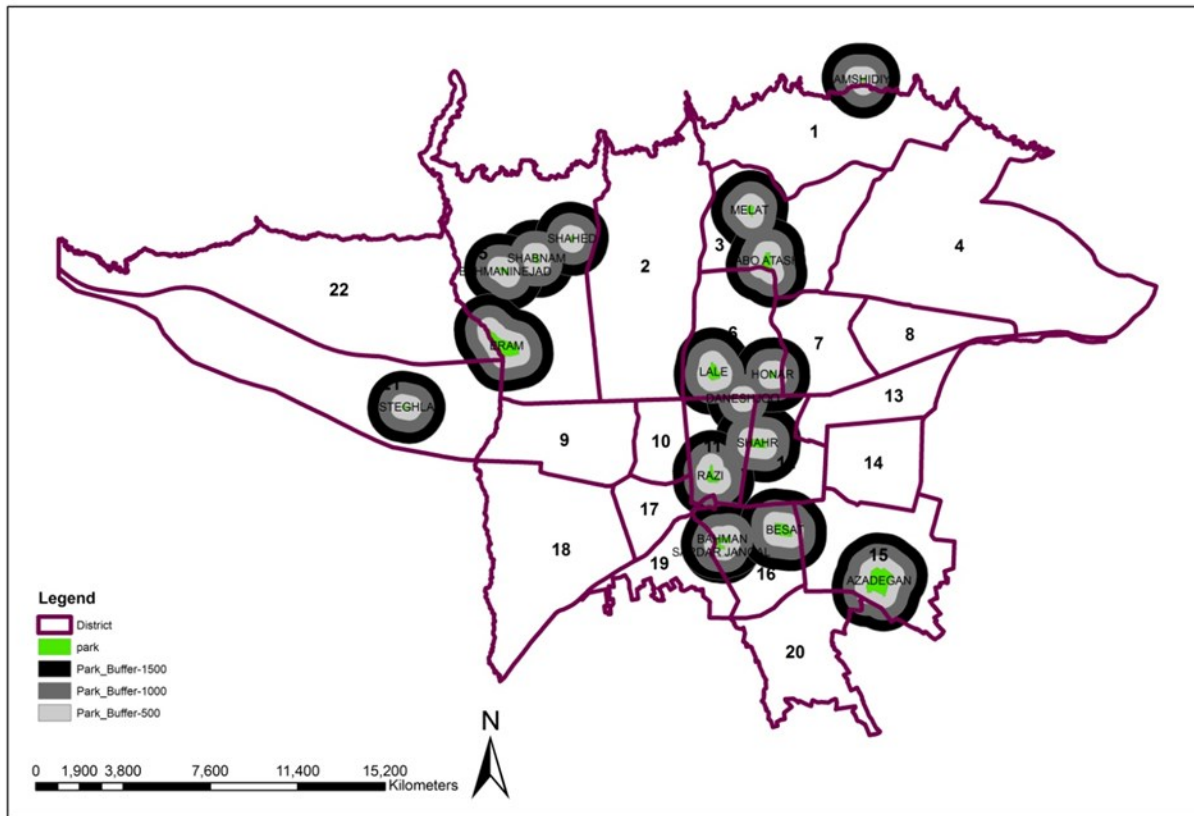 AMSHIDIY
1
MELAT
3
ABO ATASH
4
SHAHED
5
SHABNAM
2
22
ERAM
6
7
8
LALE
HONAR
DANESHJOO
STEGHLA
13
9
10
11
SHAHR
RAZI
14
17
18
BESAT
BAHMAN
SARDAR JANGAL
19
16
15
AZADEGAN
20
Legend
District
park
Park_Buffer-1500
Park_Buffer-1000
Park_Buffer-500
N
0 1,900 3,800 7,600 11,400 15,200
Kilometers